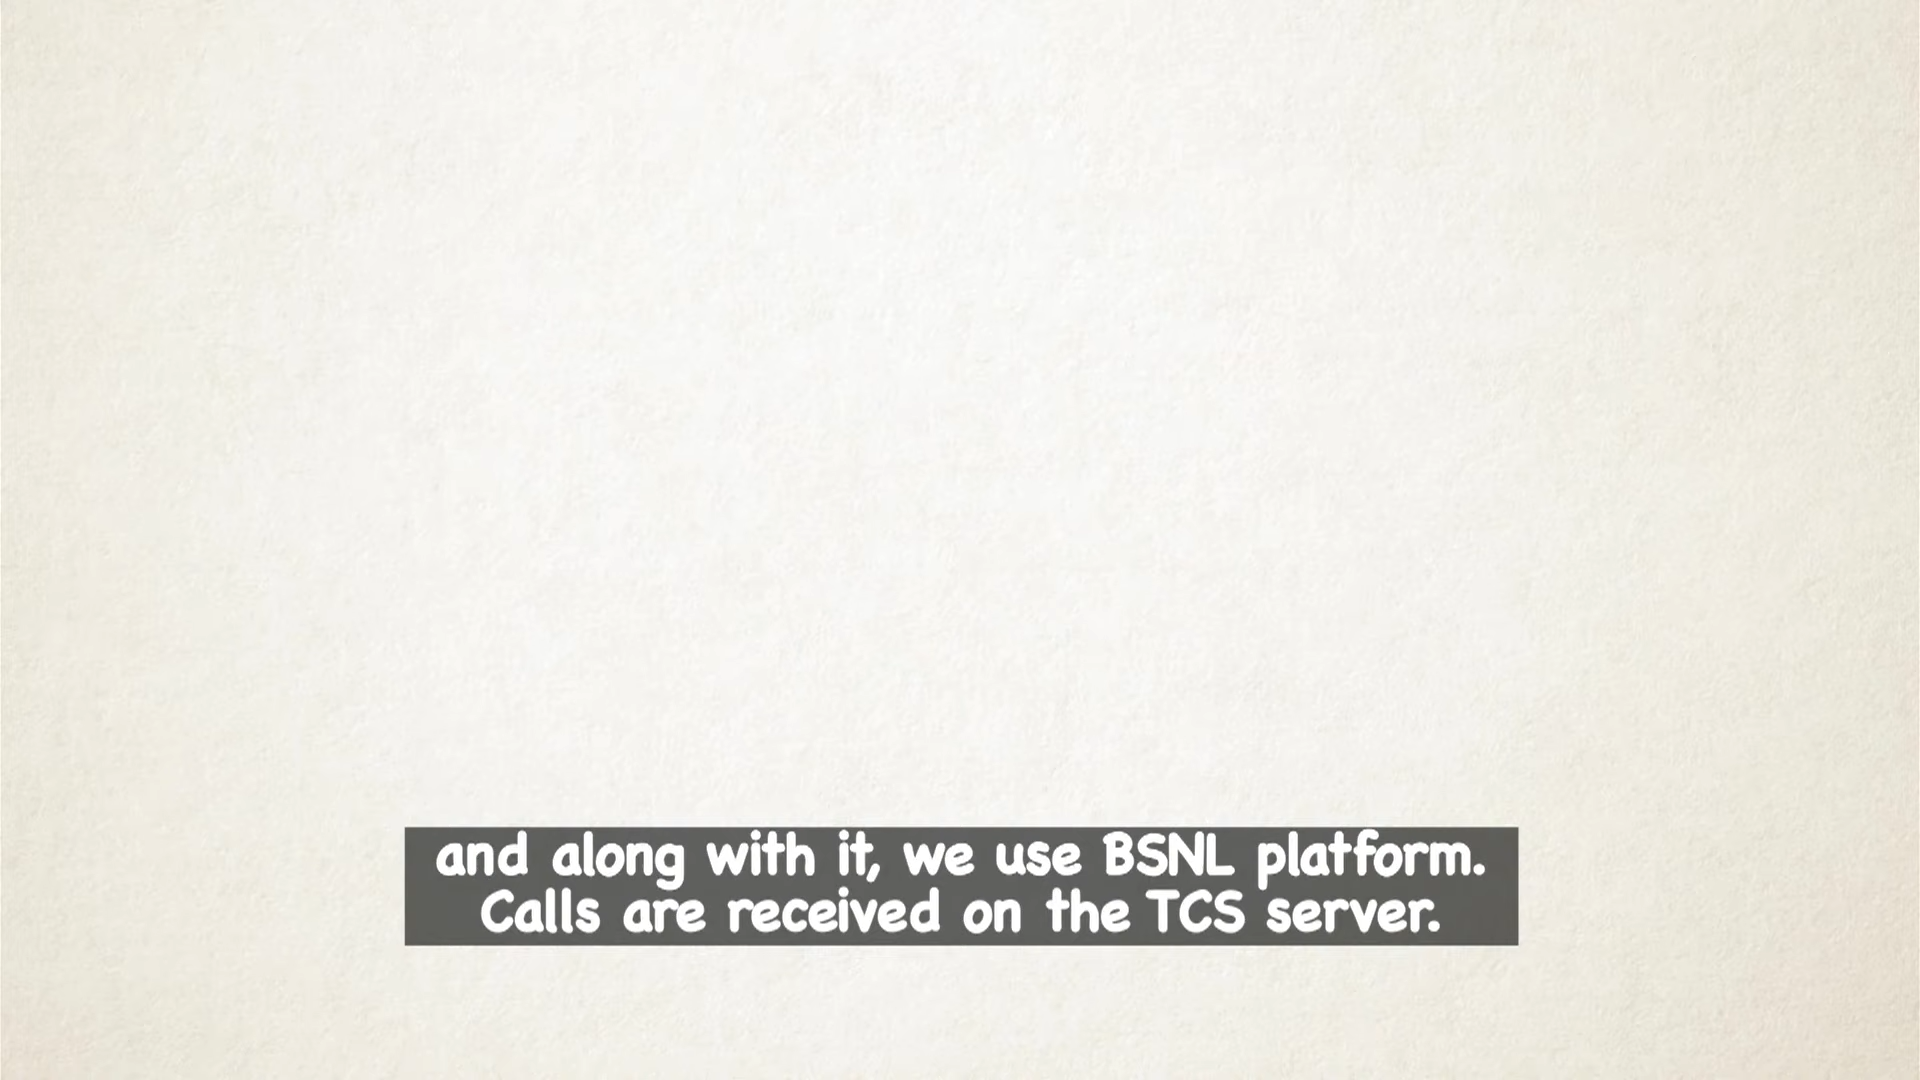 and along with it, we use BSNL platform.
Calls are received on the TCS server.